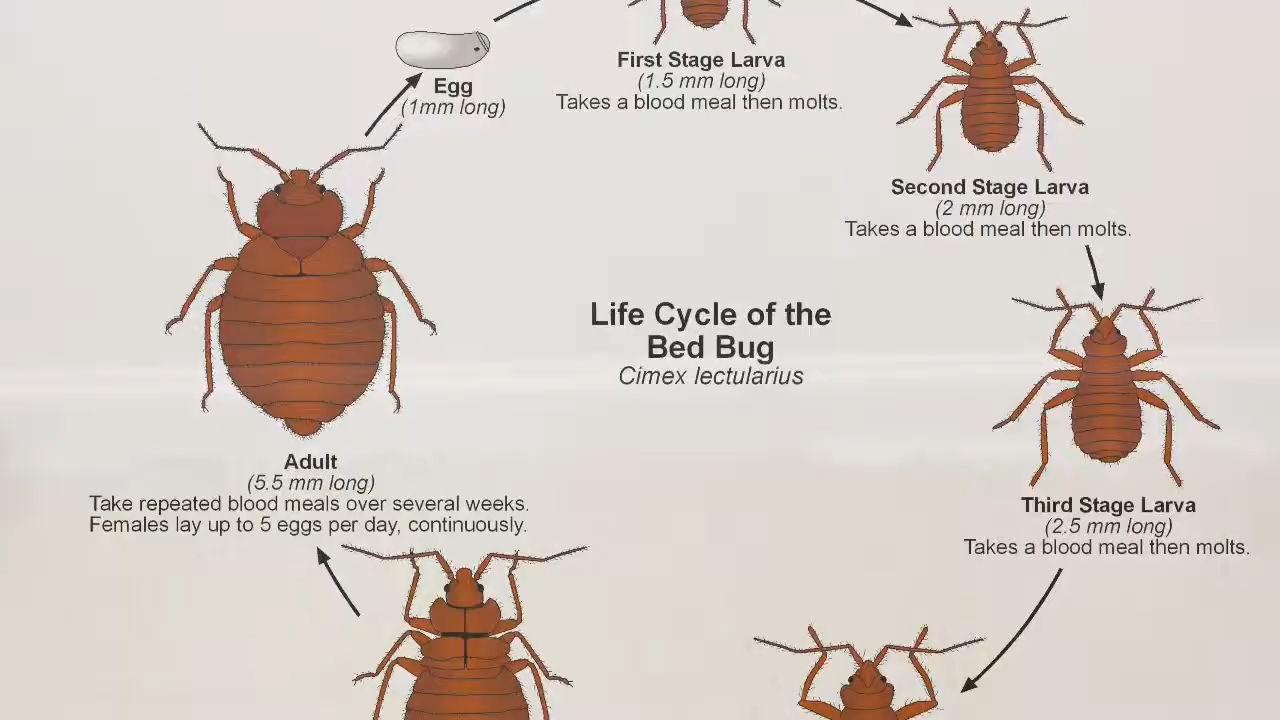 Egg
(1mm long)
First Stage Larva
(1.5 mm long)
Takes a blood meal then molts.
Second Stage Larva
(2 mm long)
Takes a blood meal then molts.
Life Cycle of the
Bed Bug
Cimex lectularius
Adult
(5.5 mm long)
Take repeated blood meals over several weeks.
Females lay up to 5 eggs per day, continuously.
Third Stage Larva
(2.5 mm long)
Takes a blood meal then molts.